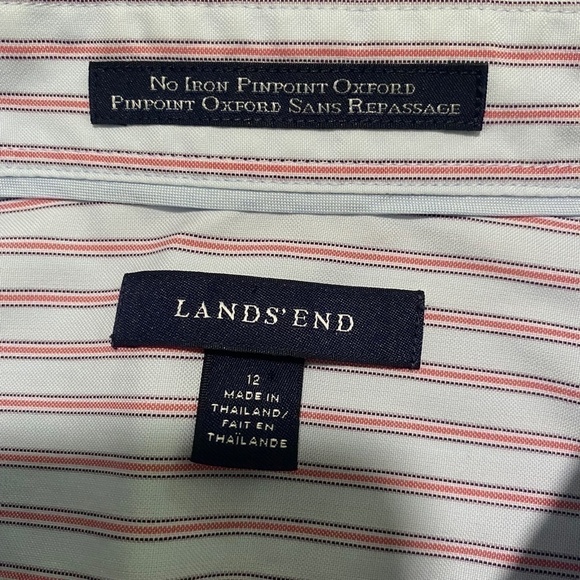 No Iron Pinpoint Oxford
Pinpoint Oxford Sans Repassage
LANDS' END
12
MADE IN
THAILAND/
FAIT EN
THAÏLANDE